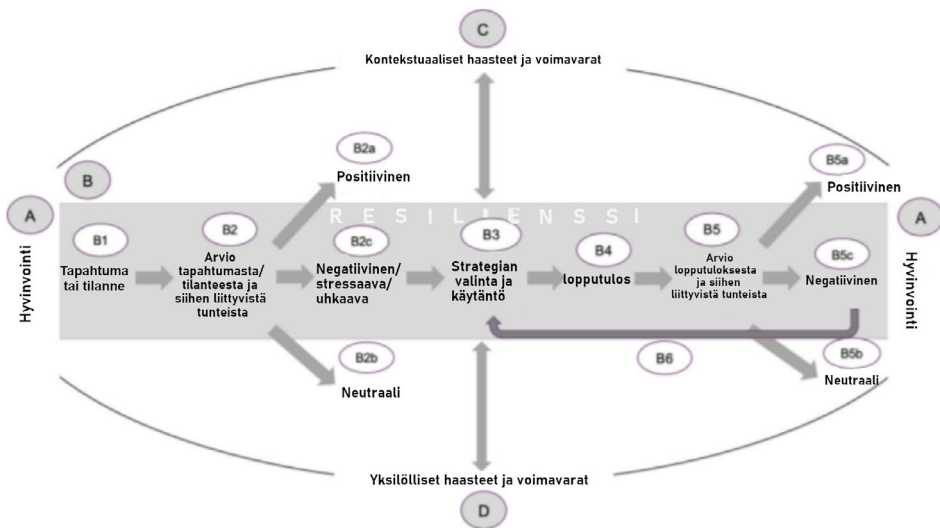 C
Kontekstuaaliset haasteet ja voimavarat
B2a
Positiivinen
B5a
Positiivinen
B
A
Hyvinvointi
RESILIENSSI
B1
Tapahtuma
tai tilanne
B2
Arvio
tapahtumasta/
tilanteesta ja
siihen liittyvistä
tunteista
B2c
Negatiivinen/
stressaava/
uhkaava
B3
Strategian
valinta ja
käytäntö
B4
lopputulos
B5
Arvio
lopputuloksesta
ja siihen
liittyvistä tunteista
B5c
Negatiivinen
A
Hyvinvointi
B2b
Neutraali
B6
B5b
Neutraali
Yksilölliset haasteet ja voimavarat
D